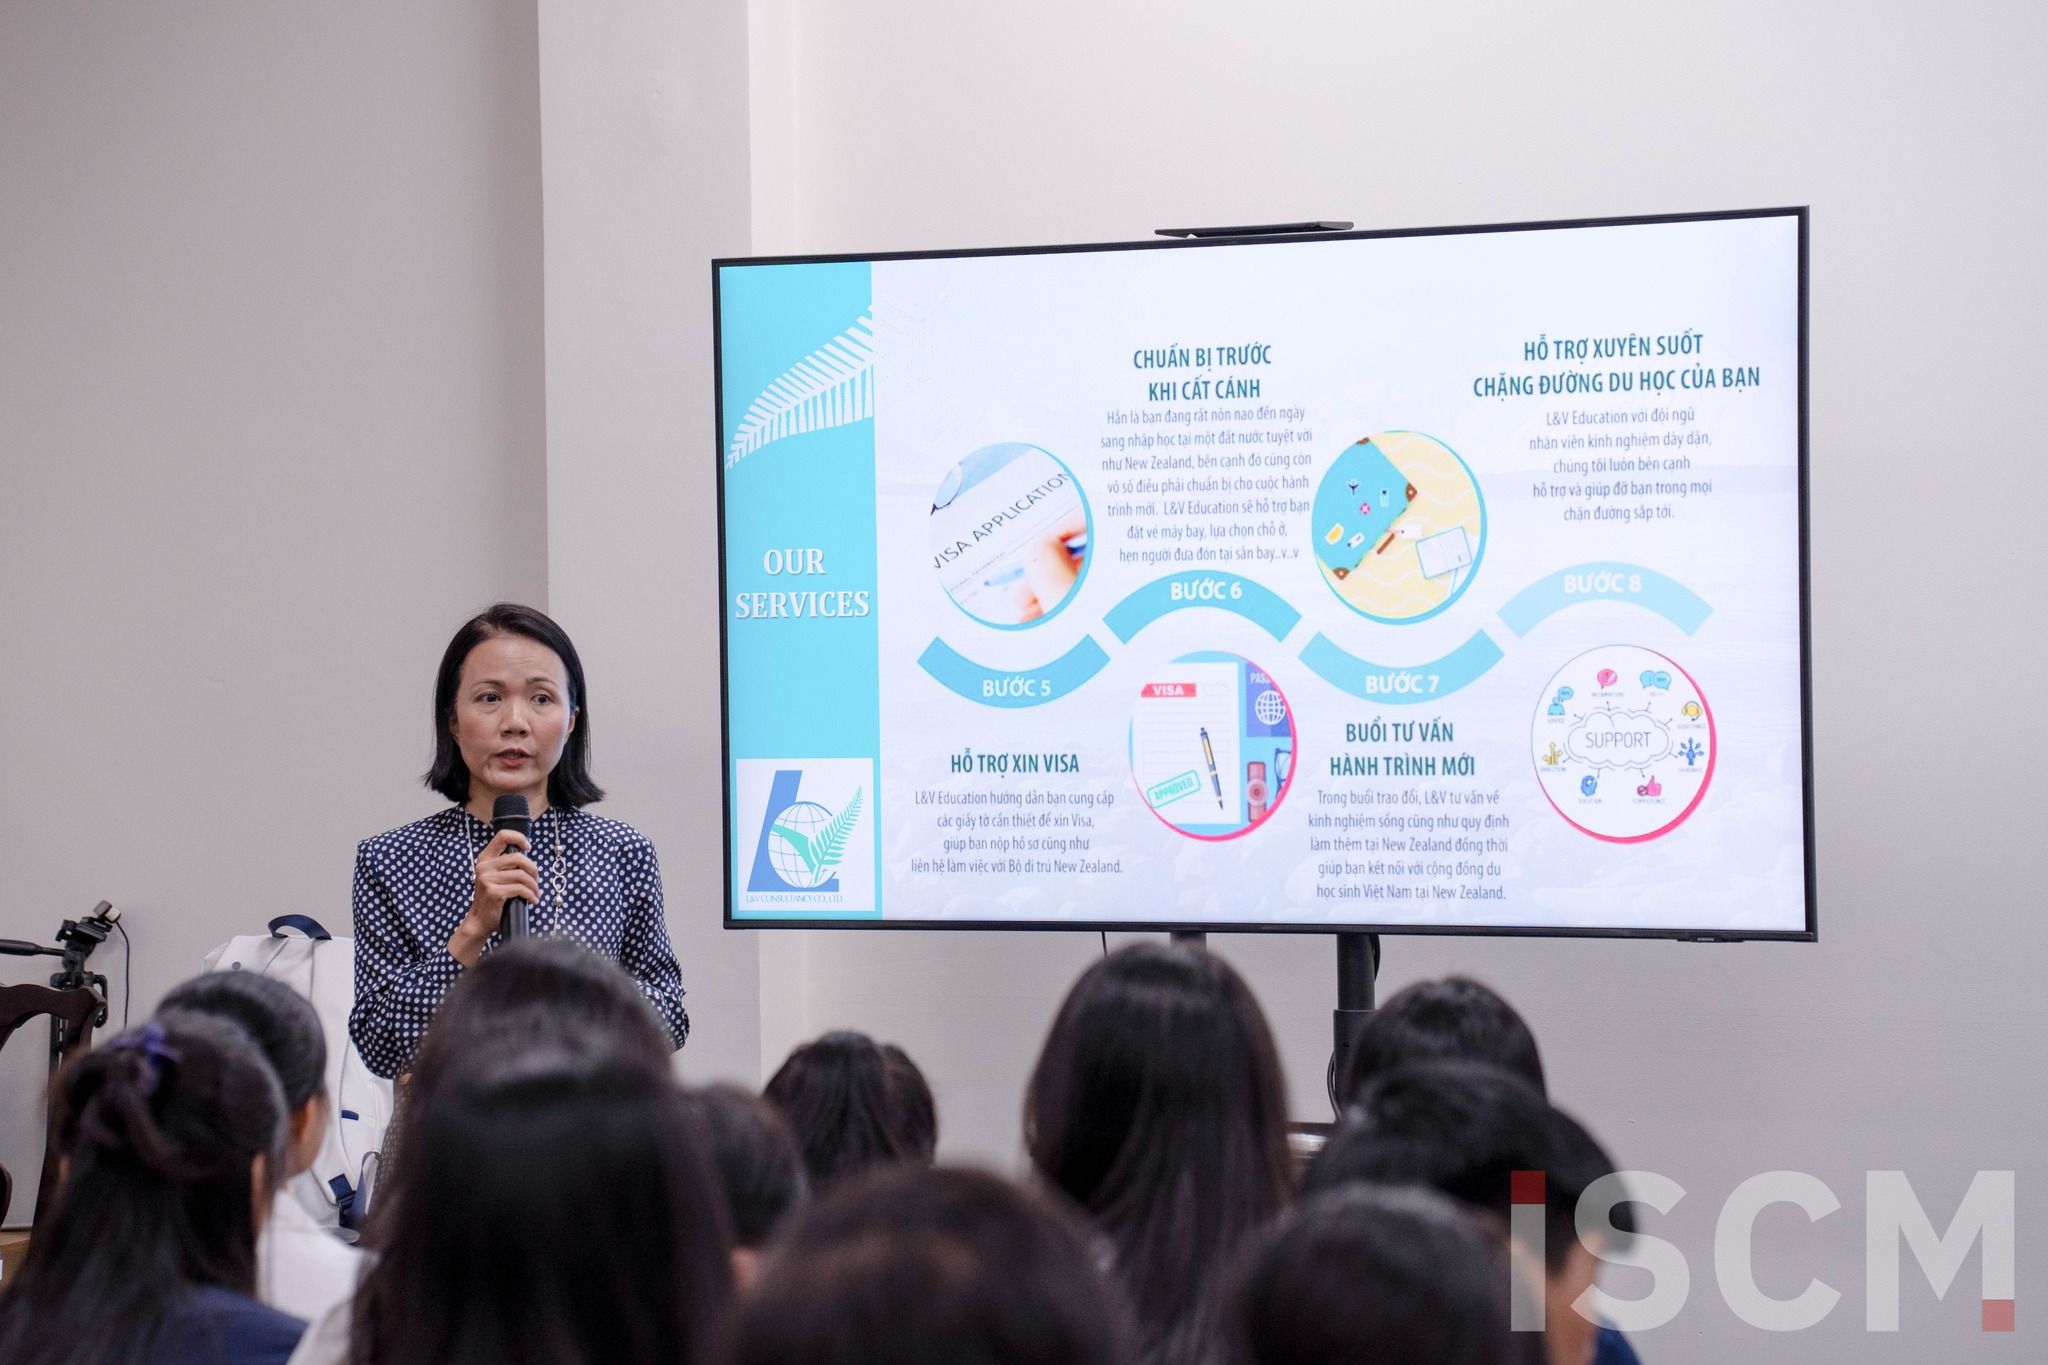 OUR
SERVICES
L&V CONSULTANCY CO., LTD.
VISA APPLICATION
BƯỚC 5
HỖ TRỢ XIN VISA
L&V Education hướng dẫn bạn cung cấp
các giấy tờ cần thiết để xin Visa,
giúp bạn nộp hồ sơ cũng như
liên hệ làm việc với Bộ di trú New Zealand.
CHUẨN BỊ TRƯỚC
KHI CẤT CÁNH
Hẳn là bạn đang rất nôn nao đến ngày
sang nhập học tại một đất nước tuyệt vời
như New Zealand, bên cạnh đó cũng còn
vô số điều phải chuẩn bị cho cuộc hành
trình mới. L&V Education sẽ hỗ trợ bạn
đặt vé máy bay, lựa chọn chỗ ở,
hẹn người đưa đón tại sân bay..v..v
BƯỚC 6
VISA
PASS
APPROVED
BƯỚC 7
BUỔI TƯ VẤN
HÀNH TRÌNH MỚI
Trong buổi trao đổi, L&V tư vấn về
kinh nghiệm sống cũng như quy định
làm thêm tại New Zealand đồng thời
giúp bạn kết nối với cộng đồng du
học sinh Việt Nam tại New Zealand.
HỖ TRỢ XUYÊN SUỐT
CHẶNG ĐƯỜNG DU HỌC CỦA BẠN
L&V Education với đội ngũ
nhân viên kinh nghiệm dày dặn,
chúng tôi luôn bên cạnh
hỗ trợ và giúp đỡ bạn trong mọi
chặn đường sắp tới.
BƯỚC 8
SUPPORT
iSCM